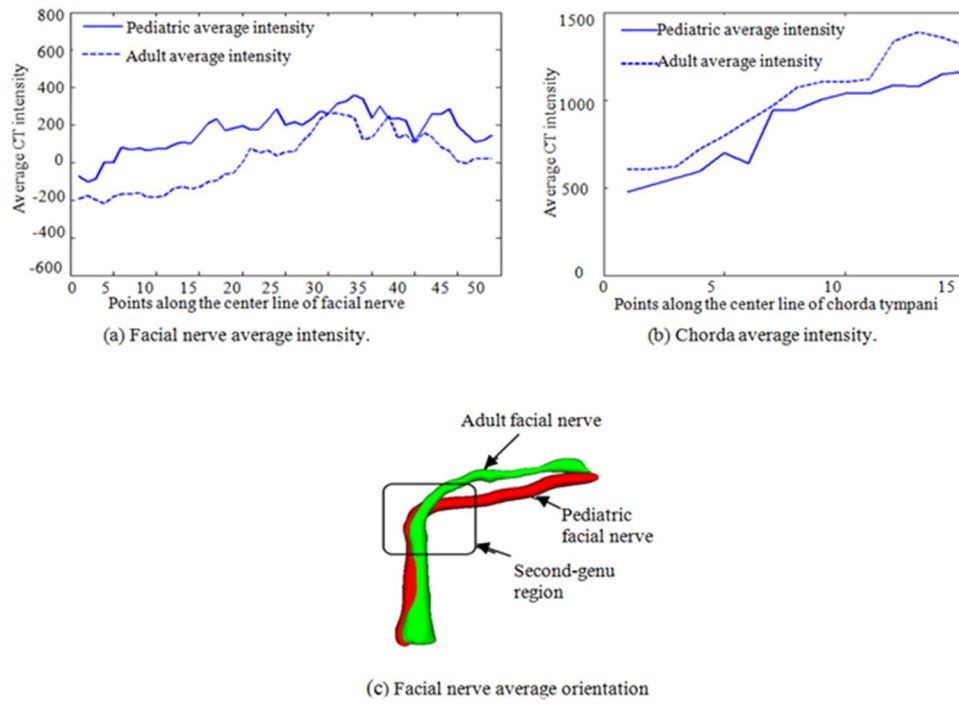 800
600
400
200
0
-200
-400
-600
Average CT intensity
Pediatric average intensity
Adult average intensity
0 5 10 15 20 25 30 35 40 45 50
Points along the center line of facial nerve
(a) Facial nerve average intensity.
1500
1000
500
0
Average CT intensity
Pediatric average intensity
Adult average intensity
0 5 10 15
Points along the center line of chorda tympani
(b) Chorda average intensity.
Adult facial nerve
Pediatric
facial nerve
Second-genu
region
(c) Facial nerve average orientation